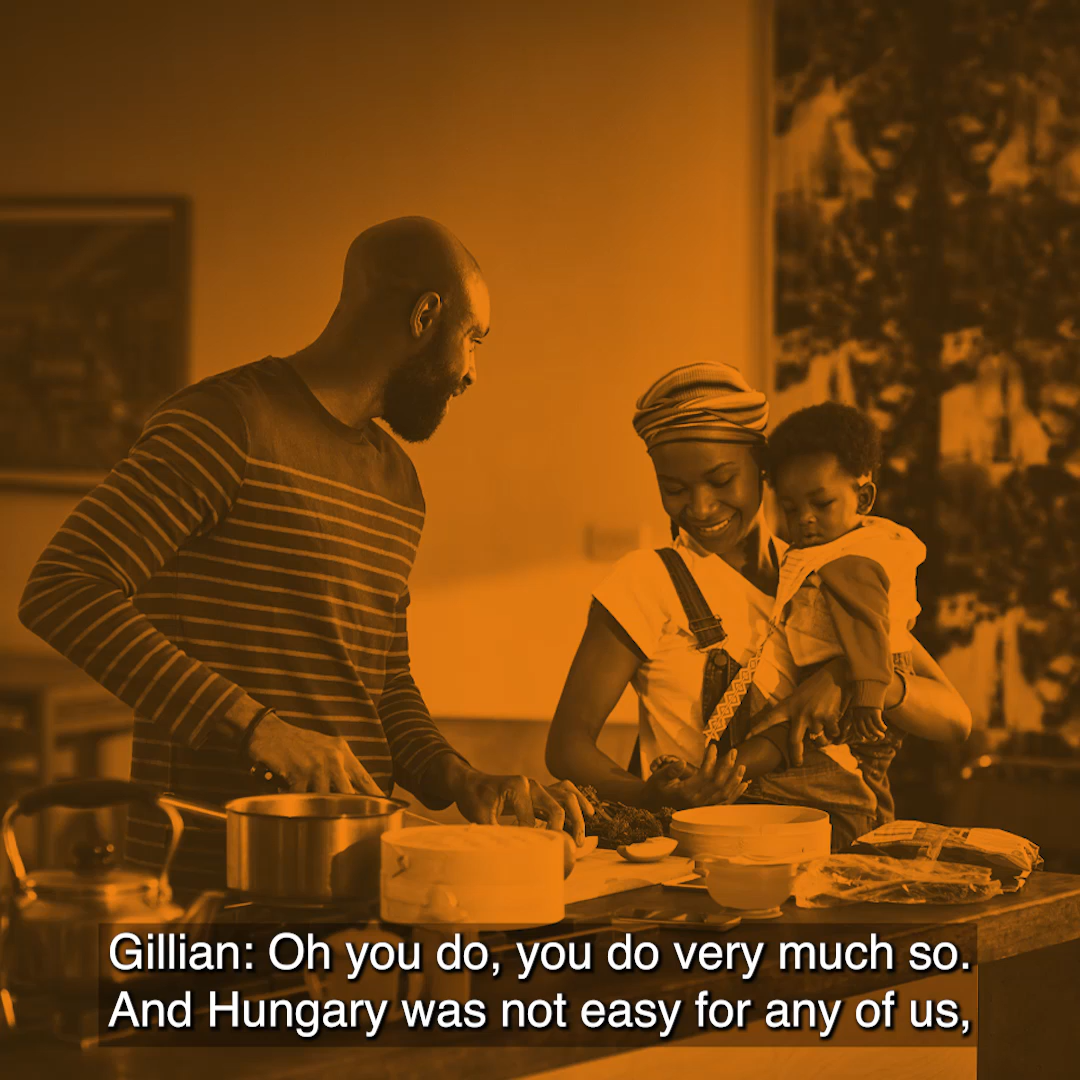 Gillian: Oh you do, you do very much so.
And Hungary was not easy for any of us,